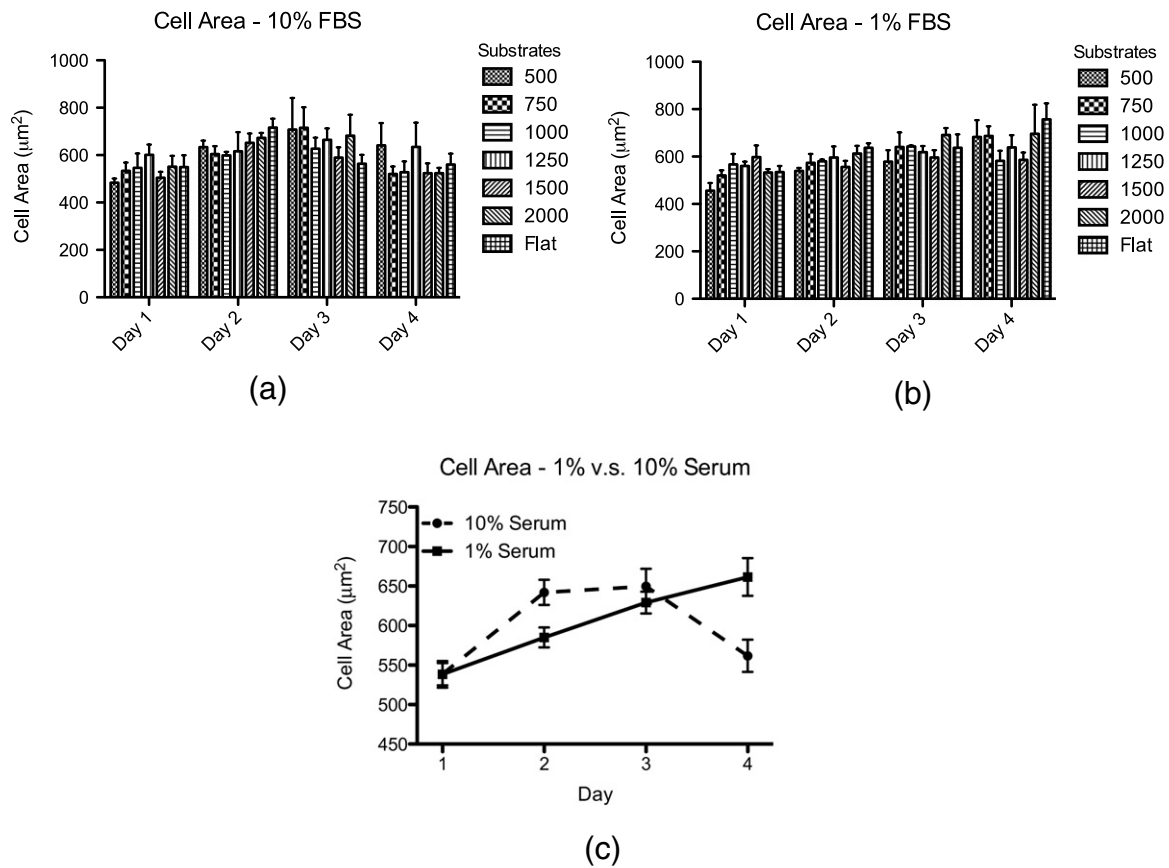 Cell Area - 10% FBS
Substrates
500
750
1000
1250
1500
2000
Flat
1000
800
600
400
200
0
Cell Area (μm²)
Day 1
Day 2
Day 3
Day 4
(a)
Cell Area - 1% FBS
Substrates
500
750
1000
1250
1500
2000
Flat
1000
800
600
400
200
0
Cell Area (μm²)
Day 1
Day 2
Day 3
Day 4
(b)
Cell Area - 1% v.s. 10% Serum
10% Serum
1% Serum
750
700
650
600
550
500
450
Cell Area (μm²)
1 2 3 4
Day
(c)